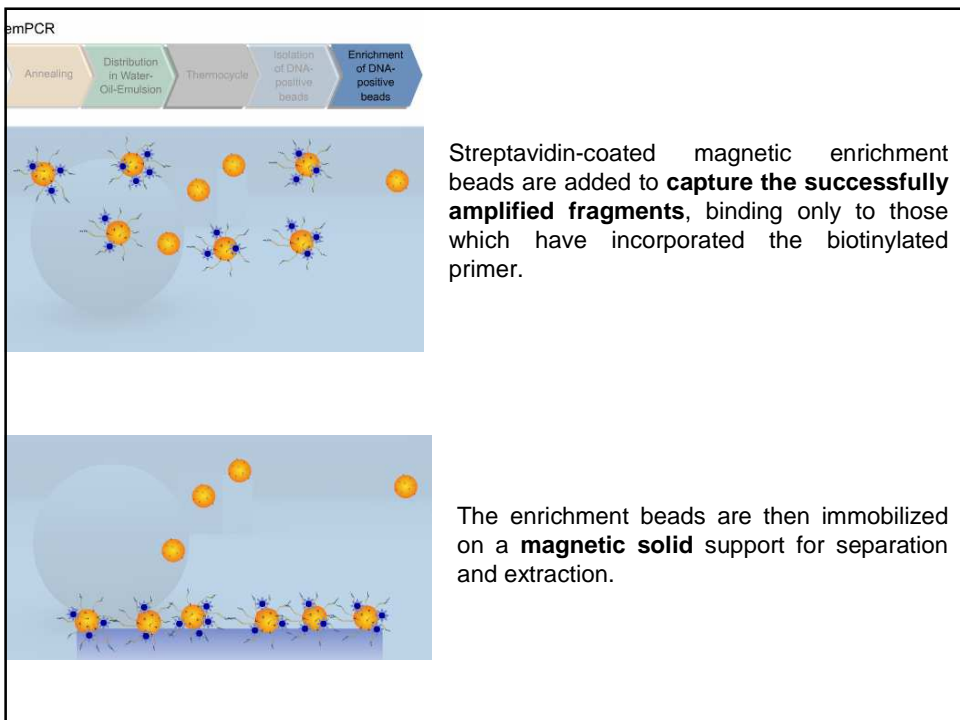 emPCR
Annealing
Distribution
in Water-
Oil-Emulsion
Thermocycle
Isolation
of DNA-
positive
beads
Enrichment
of DNA-
positive
beads
Streptavidin-coated magnetic enrichment
beads are added to capture the successfully
amplified fragments, binding only to those
which have incorporated the biotinylated
primer.
The enrichment beads are then immobilized
on a magnetic solid support for separation
and extraction.